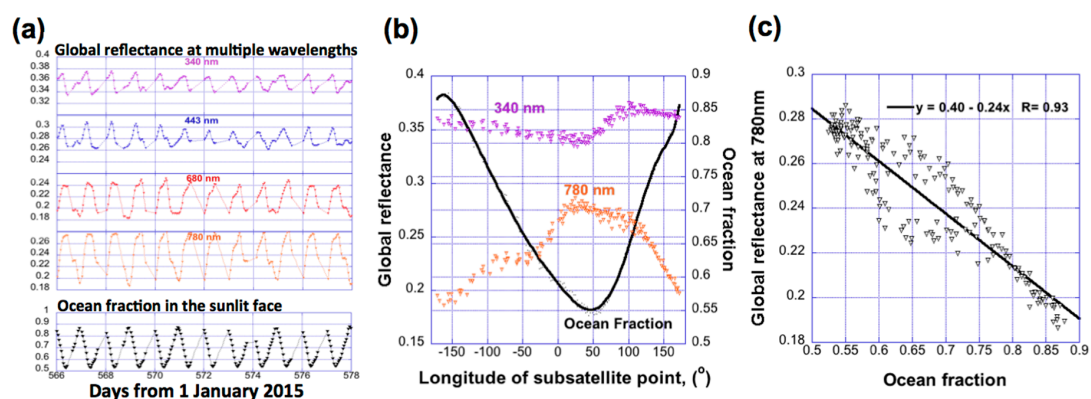 (a)
Global reflectance at multiple wavelengths
0.4
340 nm
0.36
0.34
0.32
0.3
443 nm
0.28
0.26
0.24
0.24
680 nm
0.22
0.2
0.18
0.26
780 nm
0.24
0.22
0.2
0.18
Ocean fraction in the sunlit face
1
0.9
0.8
0.7
0.6
0.5
566 568 570 572 574 576 578
Days from 1 January 2015
(b)
0.4
0.35
0.3
0.25
0.2
0.15
Global reflectance
340 nm
780 nm
Ocean Fraction
0.9
0.85
0.8
0.75
0.7
0.65
0.6
0.55
0.5
Ocean fraction
-150 -100 -50 0 50 100 150
Longitude of subsatellite point, (°)
(c)
0.3
0.28
0.26
0.24
0.22
0.2
0.18
Global reflectance at 780nm
y = 0.40 - 0.24x R= 0.93
0.5 0.55 0.6 0.65 0.7 0.75 0.8 0.85 0.9
Ocean fraction